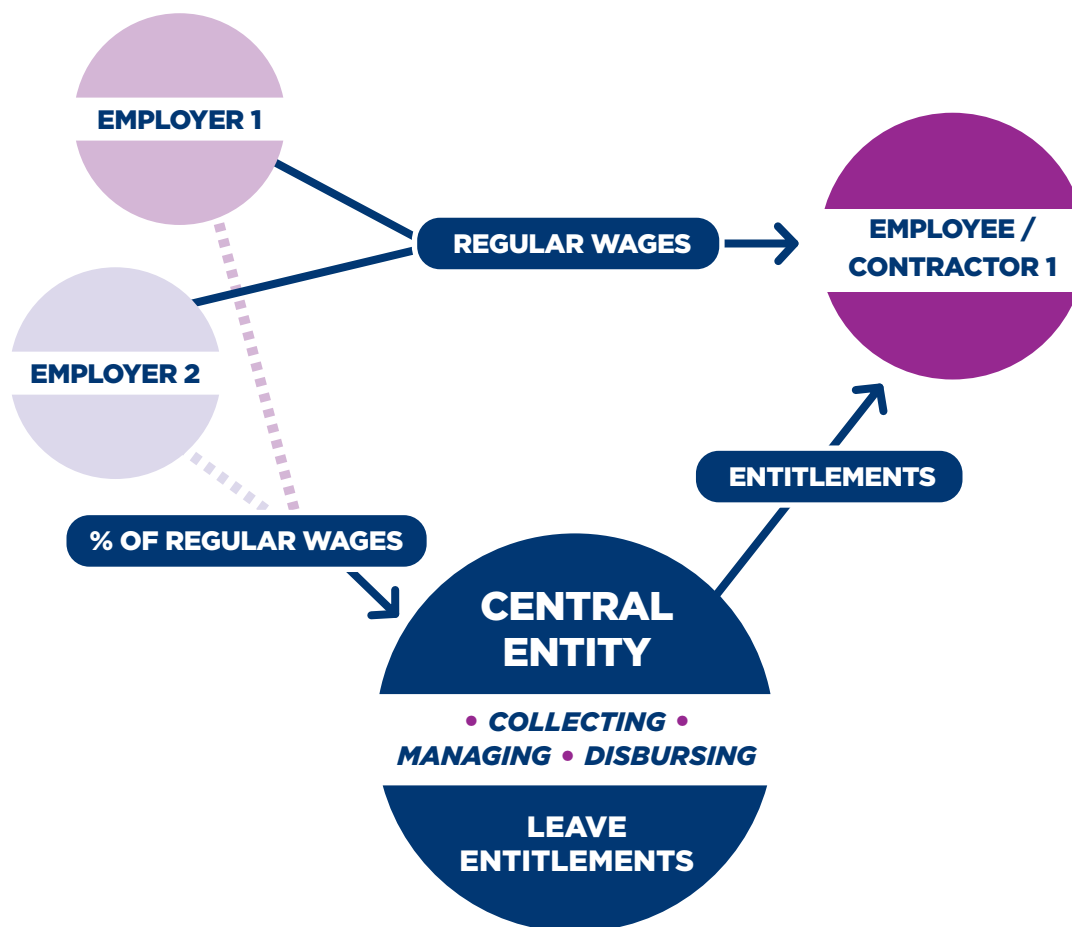 EMPLOYER 1
REGULAR WAGES
EMPLOYEE /
CONTRACTOR 1
EMPLOYER 2
ENTITLEMENTS
% OF REGULAR WAGES
CENTRAL
ENTITY
• COLLECTING •
MANAGING • DISBURSING
LEAVE
ENTITLEMENTS